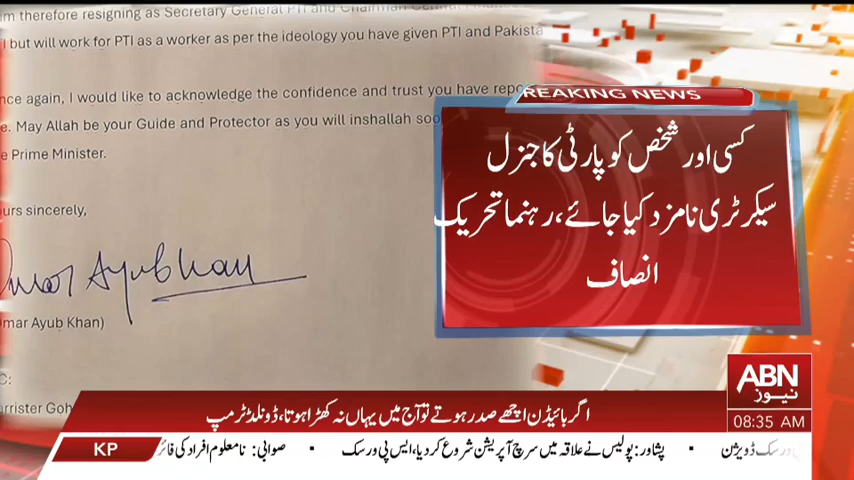 m therefore resigning as Secretary General PTI and Chairman Central
I but will work for PTI as a worker as per the ideology you have given PTI and Pakista
nce again, I would like to acknowledge the confidence and trust you have repo
e. May Allah be your Guide and Protector as you will inshallah soo
e Prime Minister.
ours sincerely,
Omar Ayub Khan
mar Ayub Khan)
C:
arrister Goh
REAKING NEWS
کسی اور شخص کو پارٹی کا جنرل
سیکرٹری نامزد کیا جائے، رہنما تحریک
انصاف
ABN
نیوز
08:35 AM
اگر بائیڈن اچھے صدر ہوتے تو آج میں یہاں نہ کھڑا ہوتا، ڈونلڈ ٹرمپ
KP
ورسک ڈویژن ▪ پشاور: پولیس نے علاقہ میں سرچ آپریشن شروع کر دیا، ایس پی ورسک ▪ صوابی: نامعلوم افراد کی فائر